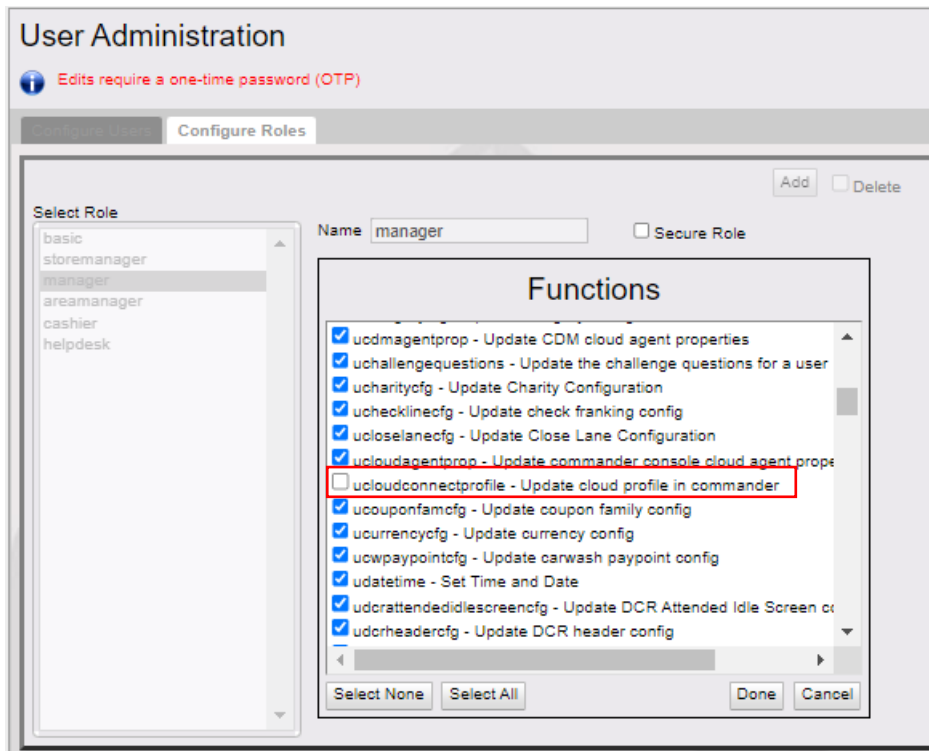 User Administration
Edits require a one-time password (OTP)
Configure Users Configure Roles
Add Delete
Select Role
basic
storemanager
manager
areamanager
cashier
helpdesk
Name manager Secure Role
Functions
ucdmagentprop - Update CDM cloud agent properties
uchallengequestions - Update the challenge questions for a user
ucharitycfg - Update Charity Configuration
uchecklinecfg - Update check franking config
ucloselanecfg - Update Close Lane Configuration
ucloudagentprop - Update commander console cloud agent prope
ucloudconnectprofile - Update cloud profile in commander
ucouponfamcfg - Update coupon family config
ucurrencycfg - Update currency config
ucwpaypointcfg - Update carwash paypoint config
udatetime - Set Time and Date
udcrattendedidlescreencfg - Update DCR Attended Idle Screen co
udcrheadercfg - Update DCR header config
Select None Select All Done Cancel